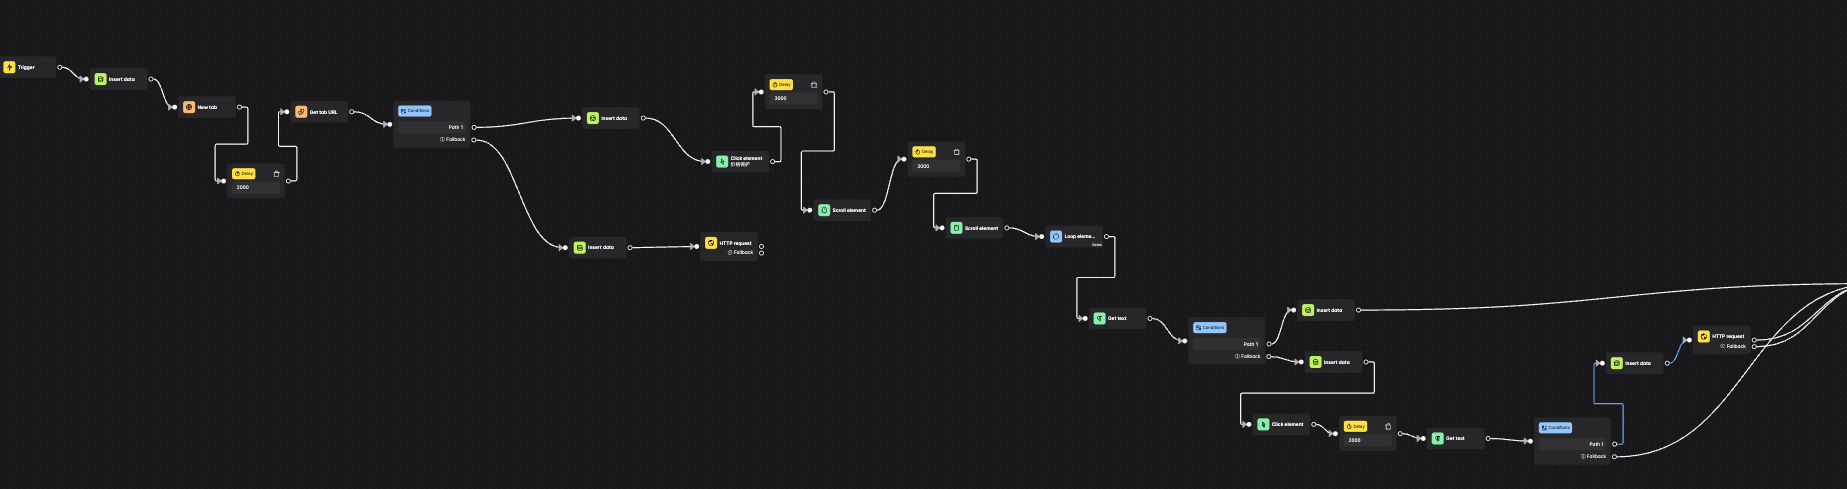 Trigger
Insert data
New tab
Delay
2000
Get tab URL
Conditions
Path 1
Fallback
Insert data
Click element
Delay
3000
Scroll element
Delay
3000
Scroll element
Loop eleme...
items
Insert data
HTTP request
Fallback
Get text
Conditions
Path 1
Fallback
Insert data
Insert data
Click element
Delay
2000
Get text
Conditions
Path 1
Fallback
Insert data
HTTP request
Fallback